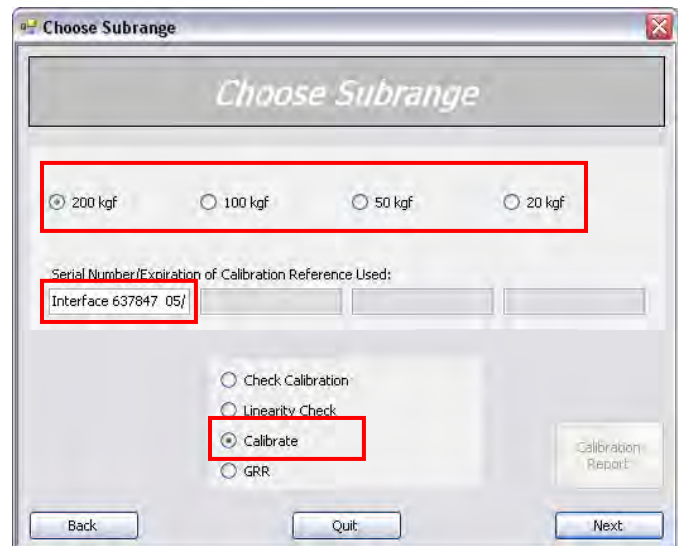 Choose Subrange
Choose Subrange
200 kgf 100 kgf 50 kgf 20 kgf
Serial Number/Expiration of Calibration Reference Used:
Interface 637847 05/
Check Calibration
Linearity Check
Calibrate
GRR
Calibration
Report
Back Quit Next